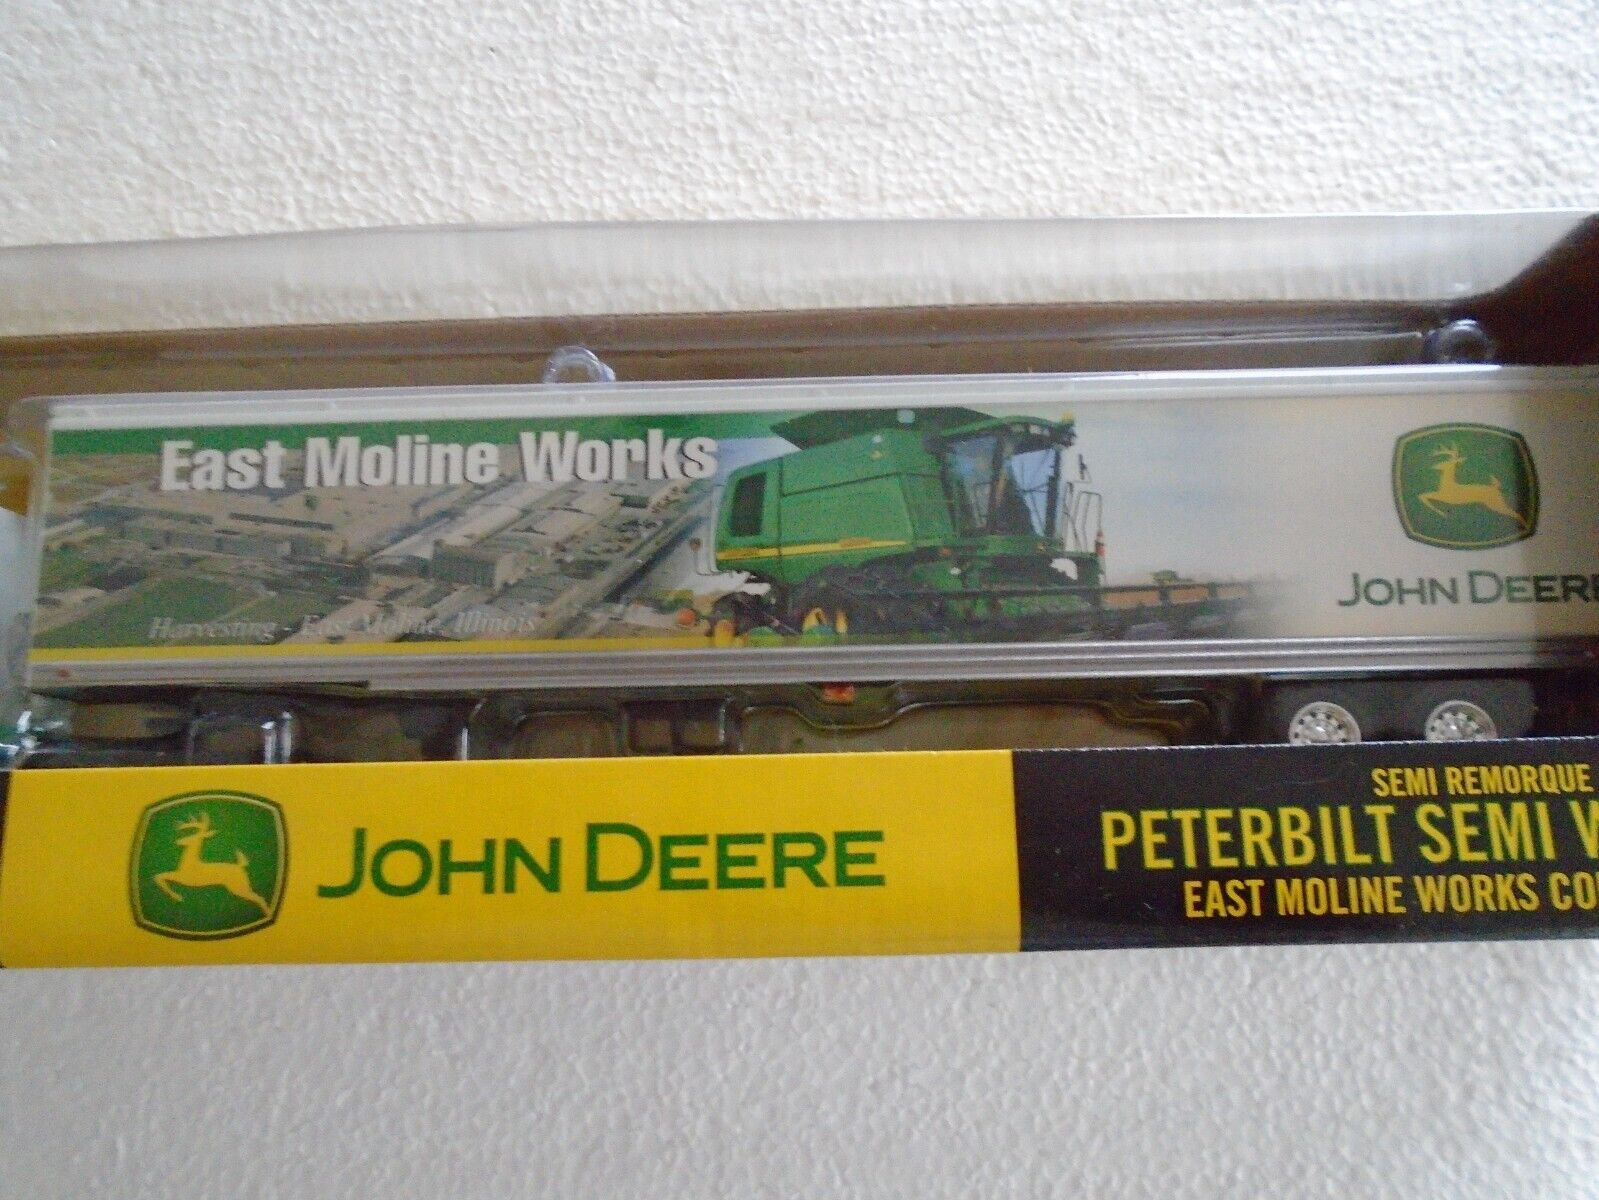 East Moline Works
Harvesting - East Moline, Illinois
JOHN DEERE
JOHN DEERE
SEMI REMORQUE
PETERBILT SEMI
EAST MOLINE WORKS